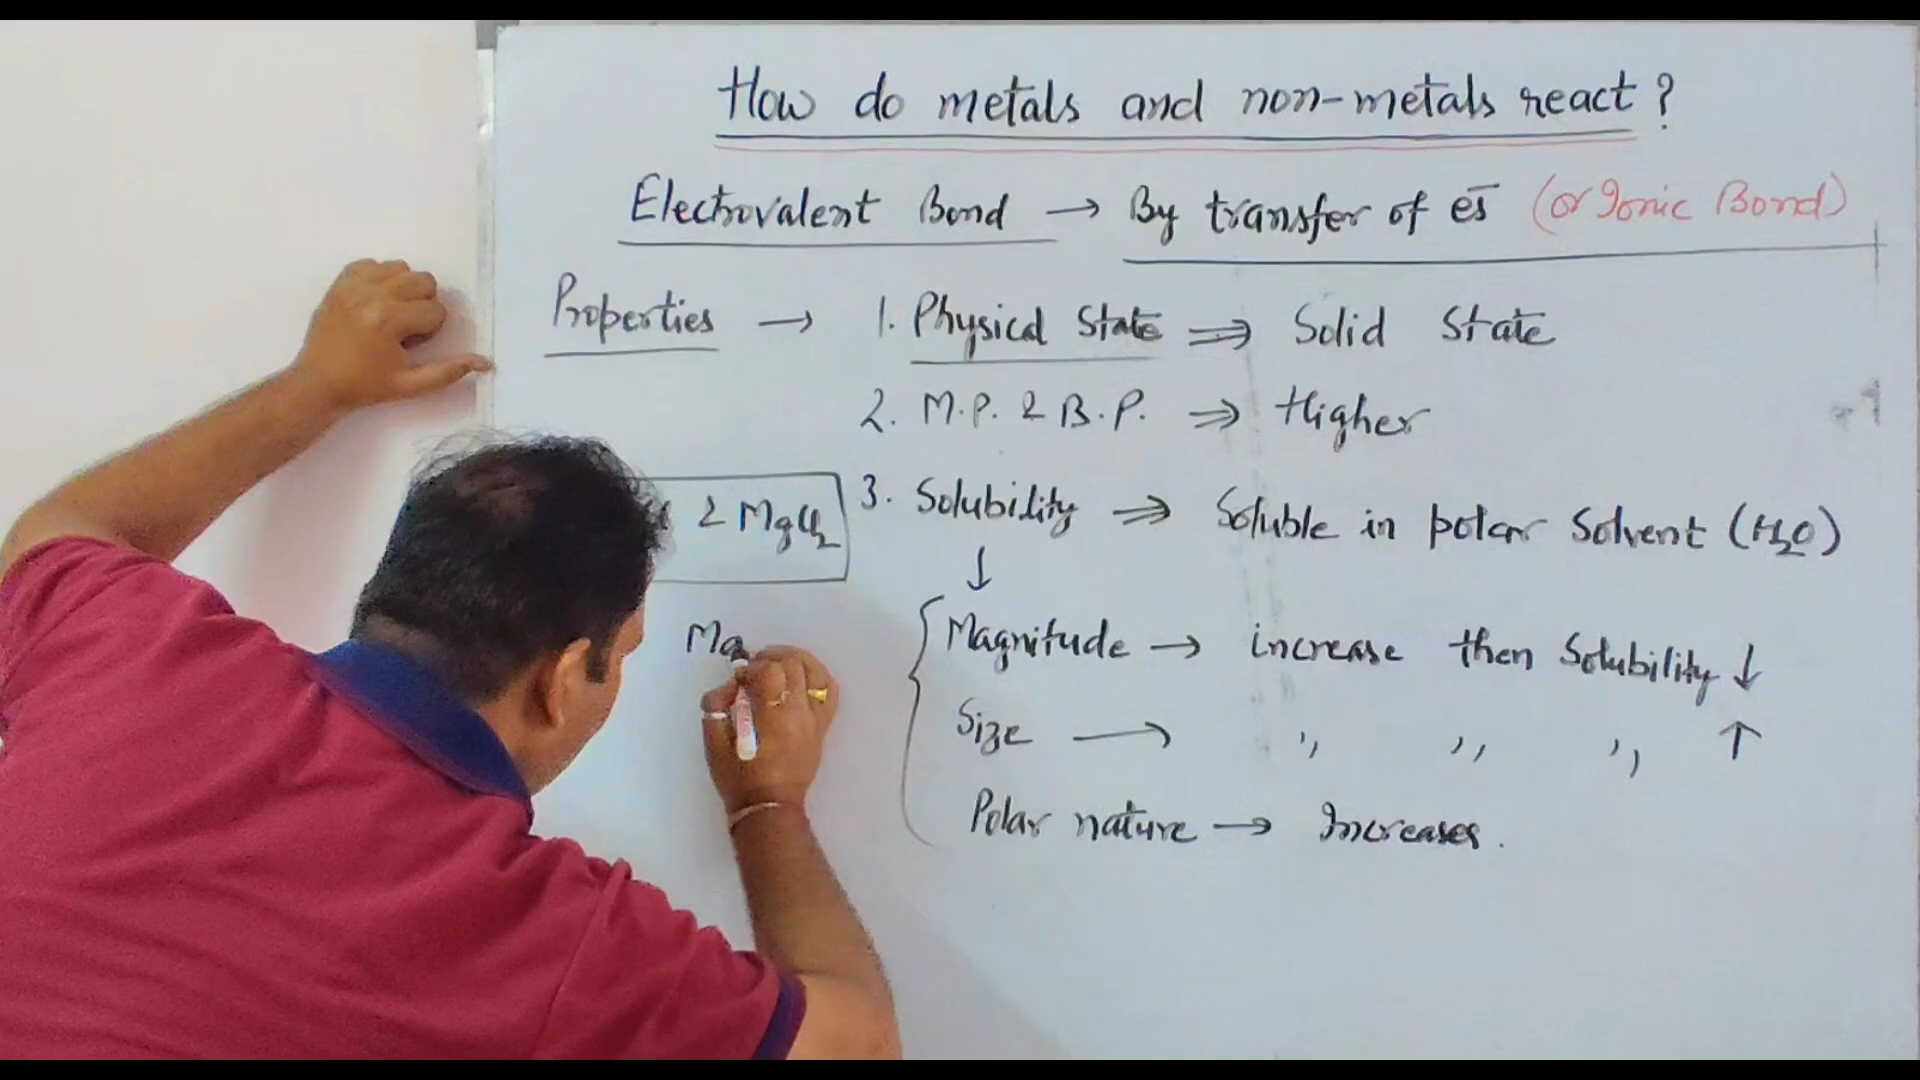 How do metals and non-metals react?
Electrovalent Bond → By transfer of es̄ (or Ionic Bond)
Properties → 1. Physical State ⇒ Solid State
2. M.P. & B.P. ⇒ Higher
3. Solubility ⇒ Soluble in polar Solvent (H₂O)
& MgCl₂
↓
Magnitude → increase then Solubility ↓
Size → ,, ,, ,, ↑
Polar nature → Increases.
Mg